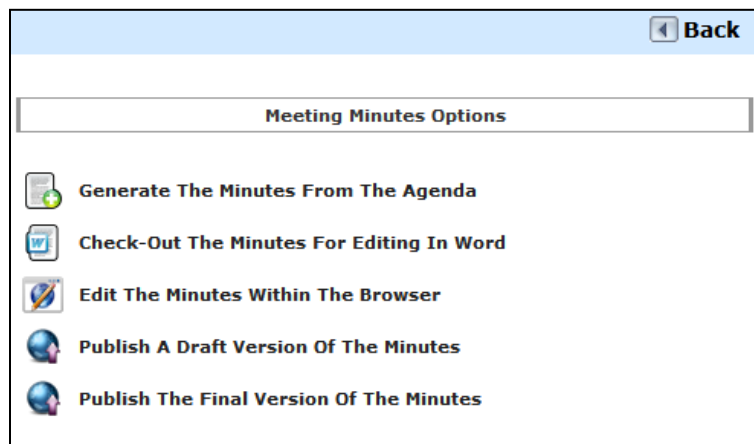 Back
Meeting Minutes Options
Generate The Minutes From The Agenda
Check-Out The Minutes For Editing In Word
Edit The Minutes Within The Browser
Publish A Draft Version Of The Minutes
Publish The Final Version Of The Minutes